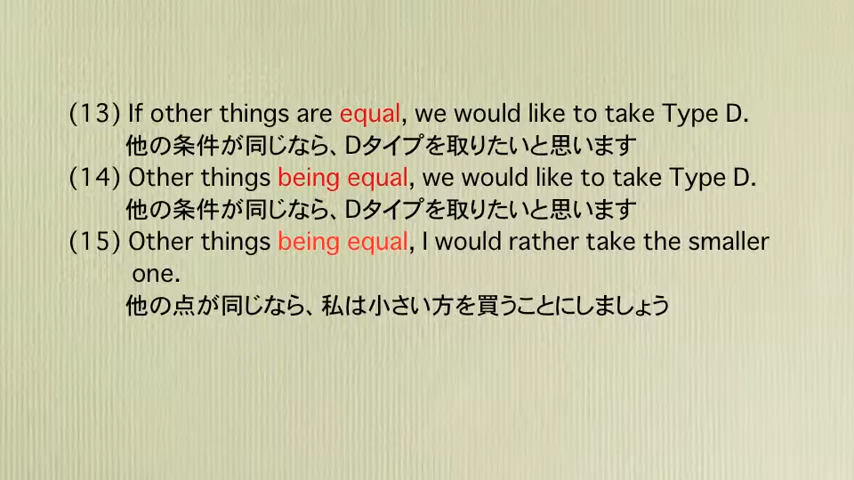 (13) If other things are equal, we would like to take Type D.
他の条件が同じなら、Dタイプを取りたいと思います
(14) Other things being equal, we would like to take Type D.
他の条件が同じなら、Dタイプを取りたいと思います
(15) Other things being equal, I would rather take the smaller
one.
他の点が同じなら、私は小さい方を買うことにしましょう